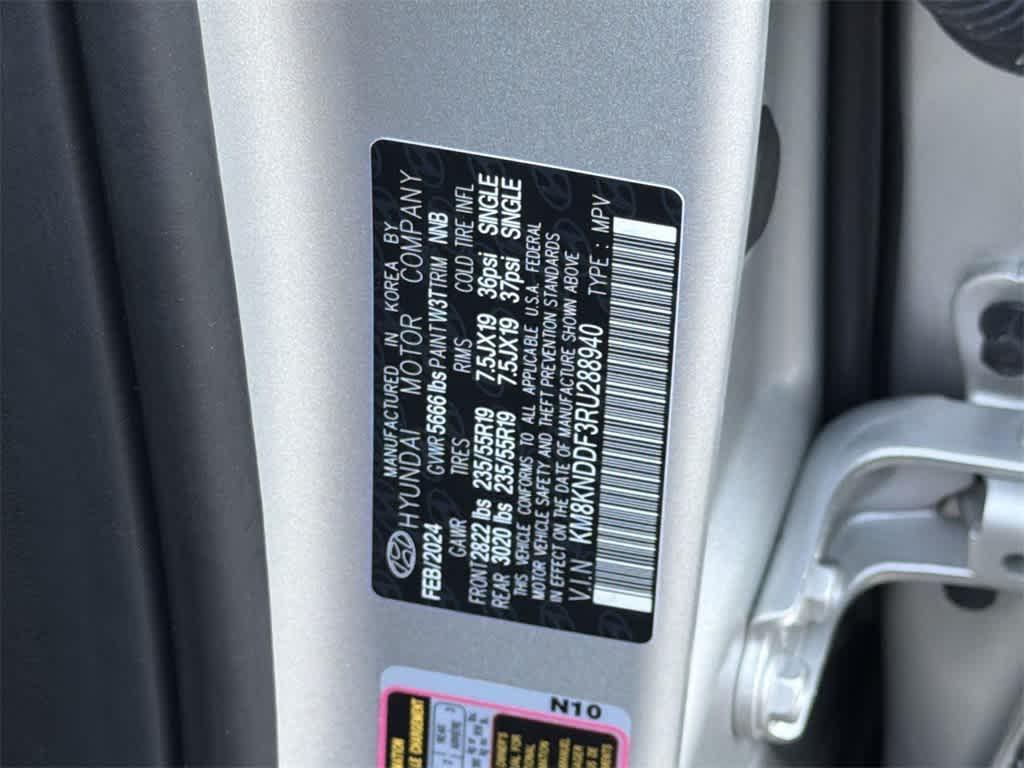 MANUFACTURED IN KOREA BY
HYUNDAI MOTOR COMPANY
FEB/2024 GVWR 5666 lbs PAINT W3T TRIM NNB
GAWR TIRES RIMS COLD TIRE INFL
FRONT 2822 lbs 235/55R19 7.5JX19 36psi SINGLE
REAR 3020 lbs 235/55R19 7.5JX19 37psi SINGLE
THIS VEHICLE CONFORMS TO ALL APPLICABLE U.S.A. FEDERAL
MOTOR VEHICLE SAFETY AND THEFT PREVENTION STANDARDS
IN EFFECT ON THE DATE OF MANUFACTURE SHOWN ABOVE
V.I.N: KM8KNDDF3RU288940 TYPE : MPV
N10
REAR
ARRIÈRE